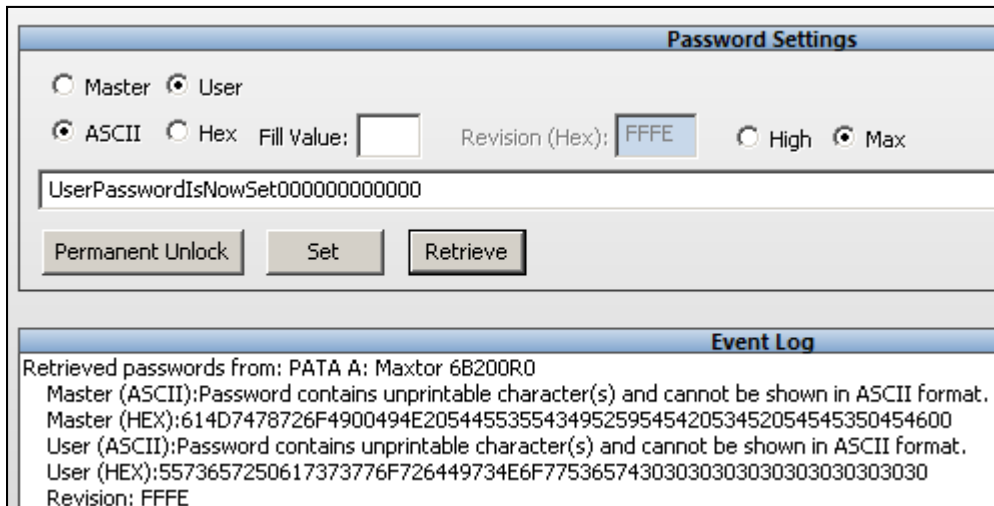 Password Settings
Master User
ASCII Hex Fill Value: Revision (Hex): FFFE High Max
UserPasswordIsNowSet000000000000
Permanent Unlock Set Retrieve
Event Log
Retrieved passwords from: PATA A: Maxtor 6B200R0
Master (ASCII):Password contains unprintable character(s) and cannot be shown in ASCII format.
Master (HEX):614D7478726F4900494E20544553554349525954542053452054545350454600
User (ASCII):Password contains unprintable character(s) and cannot be shown in ASCII format.
User (HEX):5573657250617373776F726449734E6F77536574303030303030303030303030
Revision: FFFE